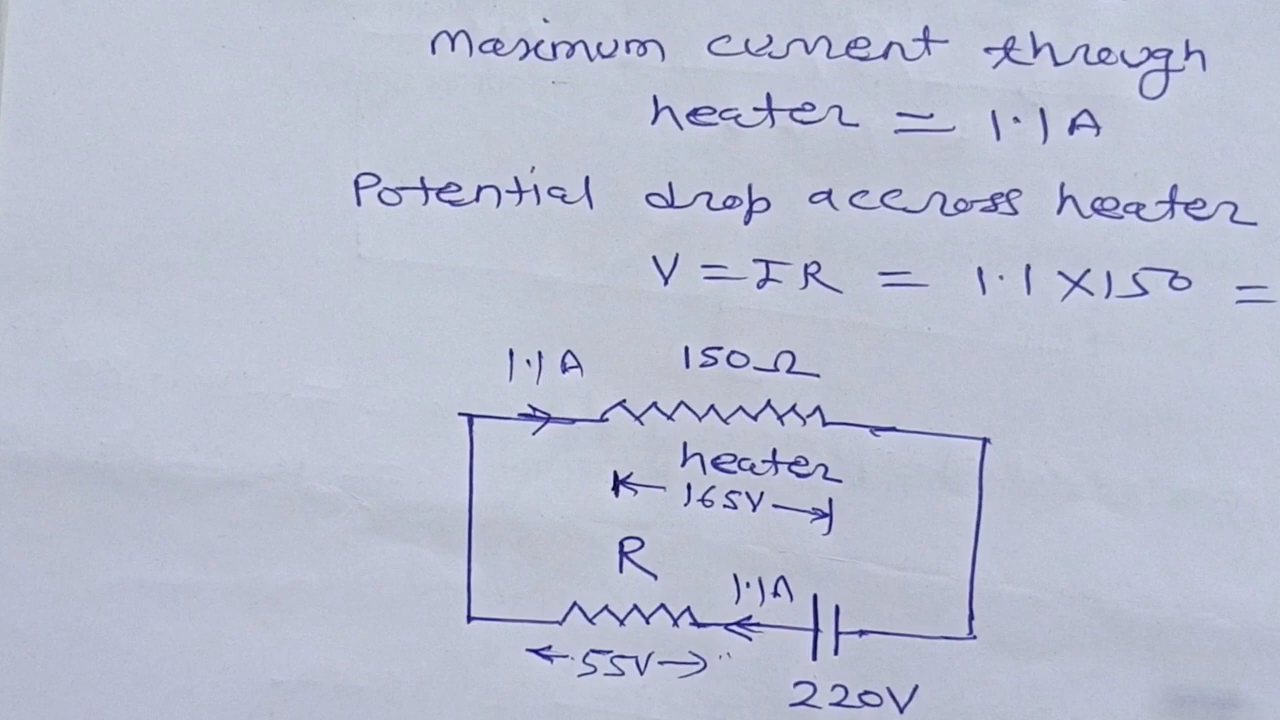 Maximum current through
heater = 1.1A
Potential drop accross heater
V = IR = 1.1 X 150 =
1.1A 150Ω
heater
165V
R
1.1A
55V
220V